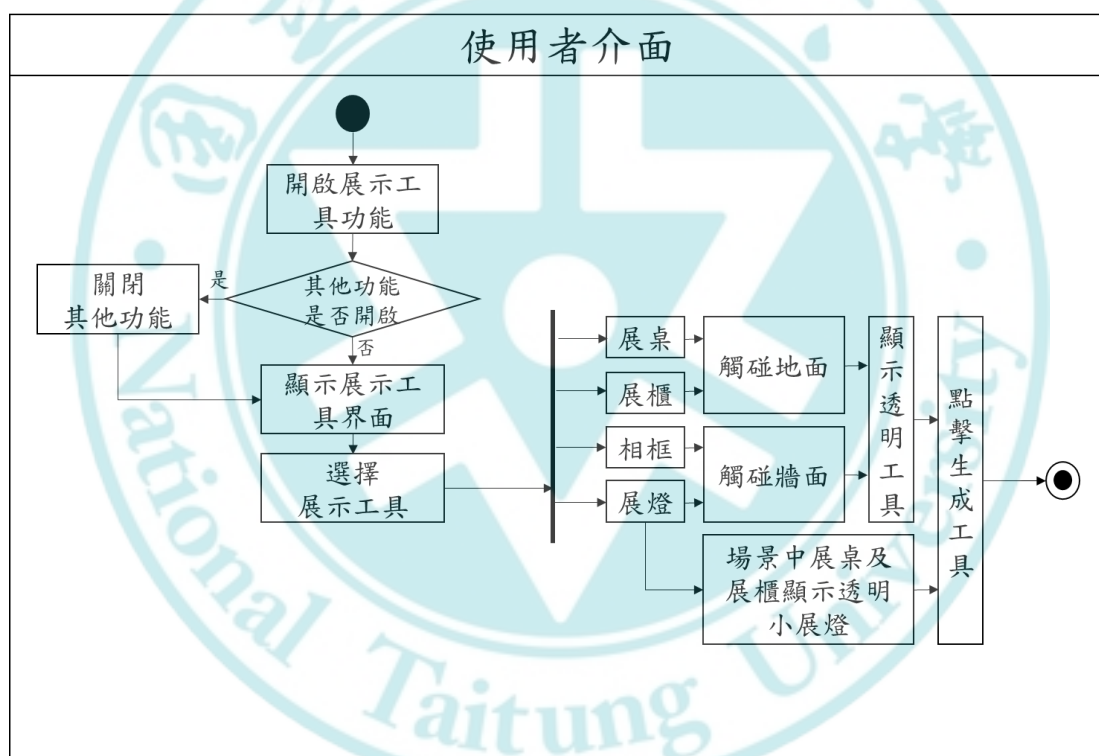 使用者介面
開啟展示工
具功能
其他功能
是否開啟
是
關閉
其他功能
否
顯示展示工
具界面
選擇
展示工具
展桌
展櫃
相框
展燈
觸碰地面
觸碰牆面
顯示透明工具
場景中展桌及
展櫃顯示透明
小展燈
點擊生成工具
National Taitung University